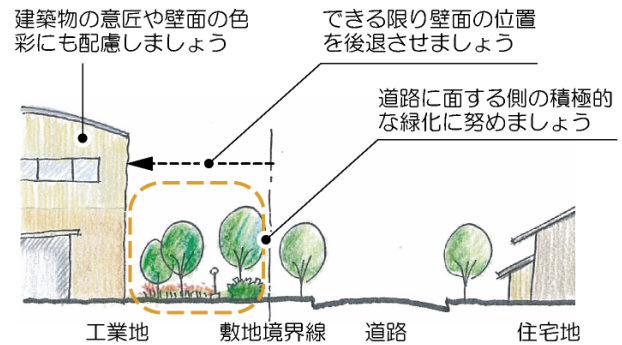 建築物の意匠や壁面の色
彩にも配慮しましょう
できる限り壁面の位置
を後退させましょう
道路に面する側の積極的
な緑化に努めましょう
工業地
敷地境界線
道路
住宅地